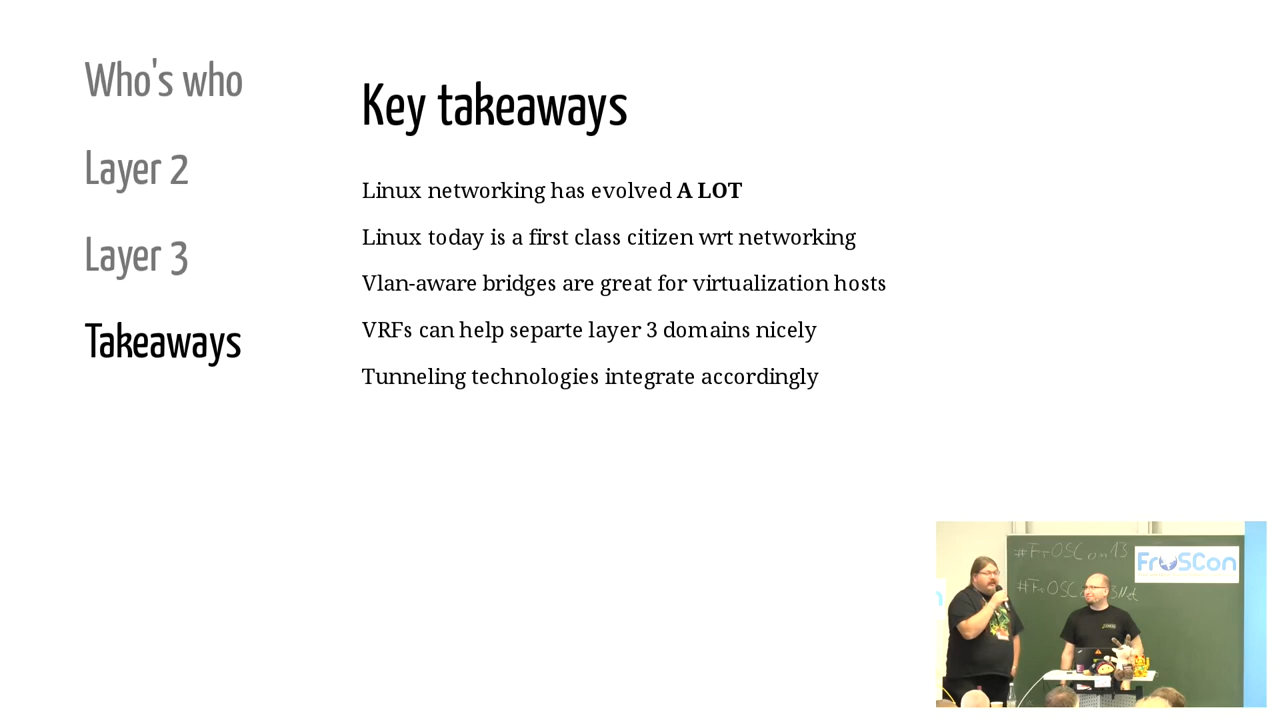 Who's who
Layer 2
Layer 3
Takeaways
Key takeaways
Linux networking has evolved A LOT
Linux today is a first class citizen wrt networking
Vlan-aware bridges are great for virtualization hosts
VRFs can help separte layer 3 domains nicely
Tunneling technologies integrate accordingly
#FrOSCon13
FrOSCon